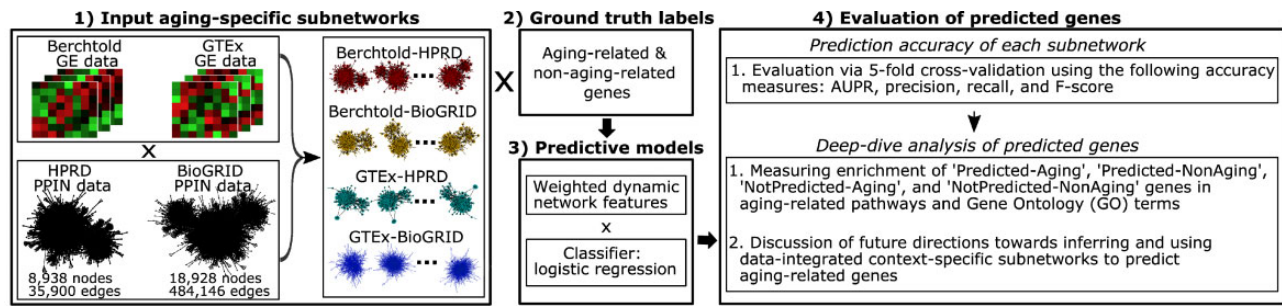 1) Input aging-specific subnetworks
Berchtold
GE data
GTEx
GE data
x
HPRD
PPIN data
8,938 nodes
35,900 edges
BioGRID
PPIN data
18,928 nodes
484,146 edges
Berchtold-HPRD
Berchtold-BioGRID
GTEx-HPRD
GTEx-BioGRID
X
2) Ground truth labels
Aging-related &
non-aging-related
genes
3) Predictive models
Weighted dynamic
network features
x
Classifier:
logistic regression
4) Evaluation of predicted genes
Prediction accuracy of each subnetwork
1. Evaluation via 5-fold cross-validation using the following accuracy
measures: AUPR, precision, recall, and F-score
Deep-dive analysis of predicted genes
1. Measuring enrichment of 'Predicted-Aging', 'Predicted-NonAging',
'NotPredicted-Aging', and 'NotPredicted-NonAging' genes in
aging-related pathways and Gene Ontology (GO) terms
2. Discussion of future directions towards inferring and using
data-integrated context-specific subnetworks to predict
aging-related genes